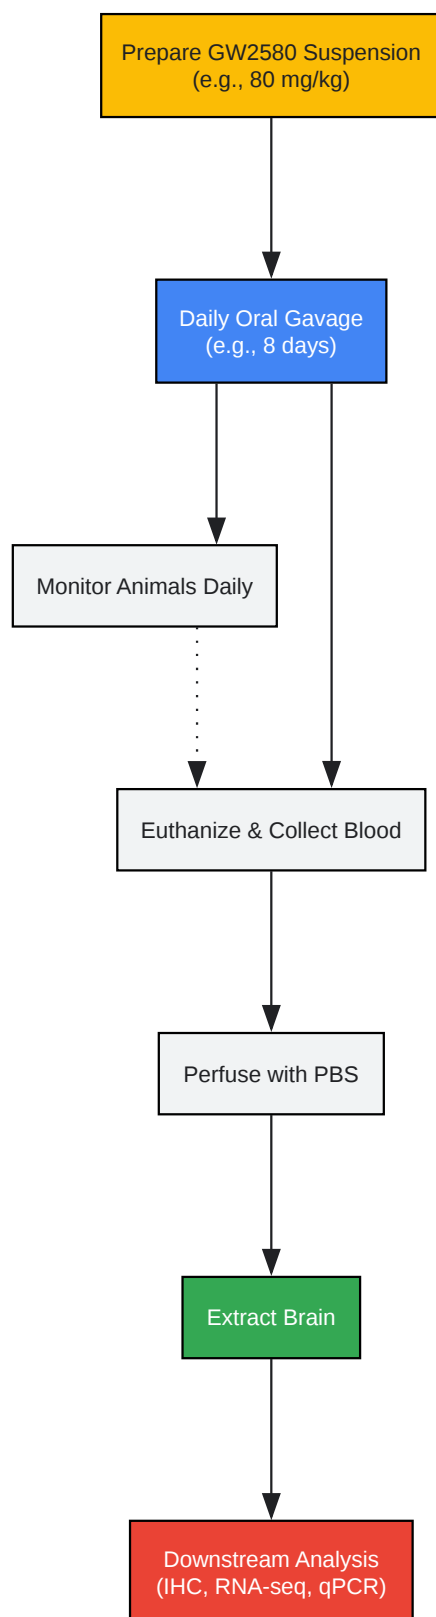 Prepare GW2580 Suspension
(e.g., 80 mg/kg)
Daily Oral Gavage
(e.g., 8 days)
Monitor Animals Daily
Euthanize & Collect Blood
Perfuse with PBS
Extract Brain
Downstream Analysis
(IHC, RNA-seq, qPCR)